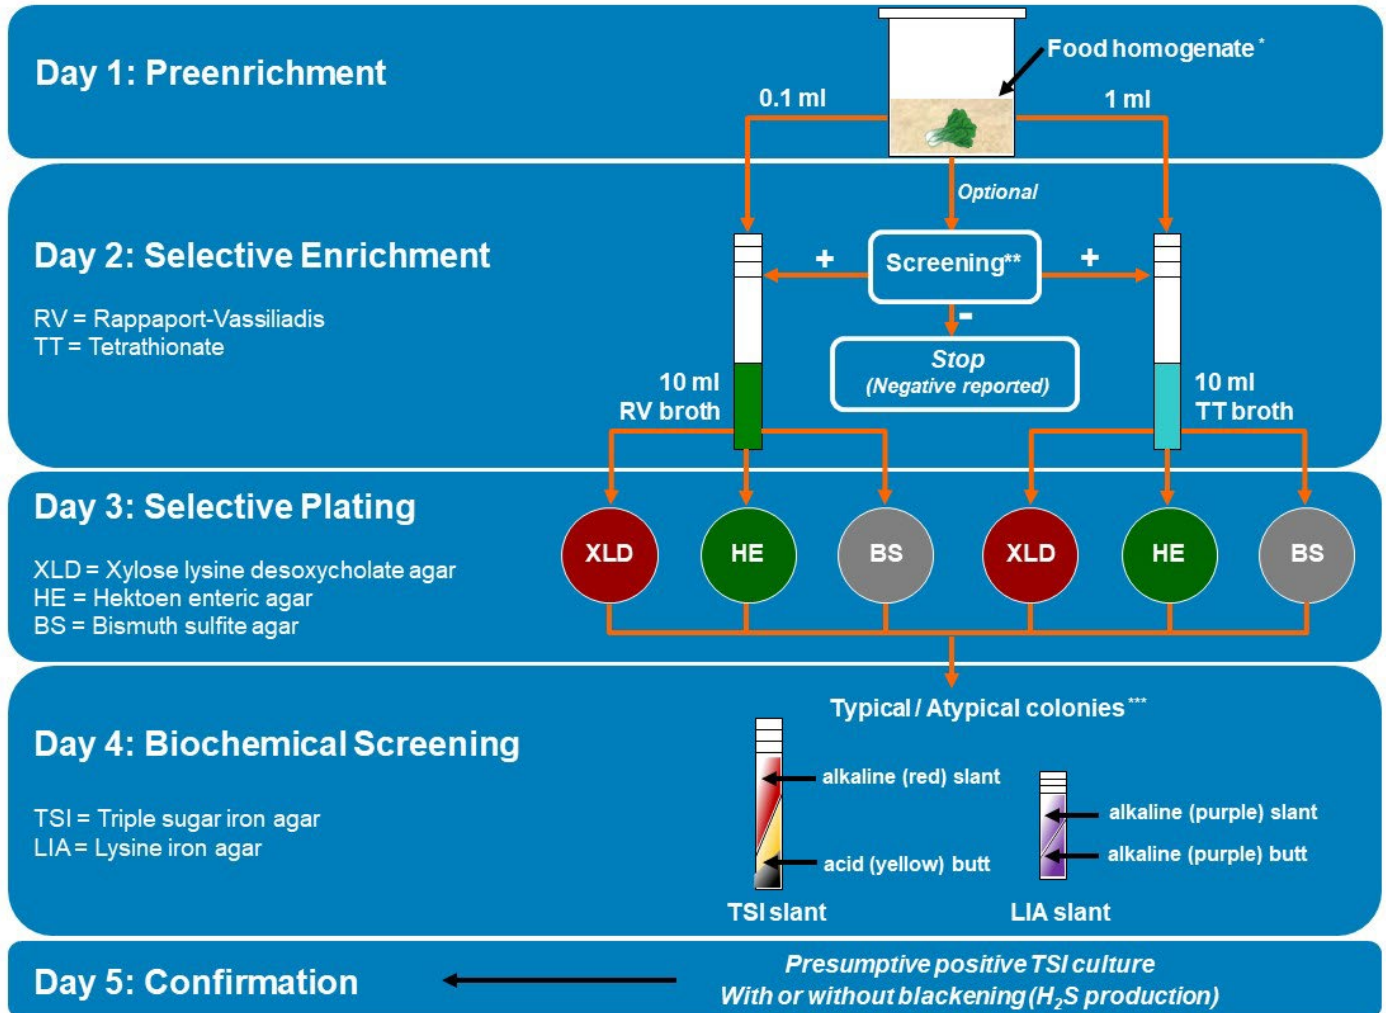 Day 1: Preenrichment
Food homogenate *
0.1 ml
1 ml
Optional
Day 2: Selective Enrichment
RV = Rappaport-Vassiliadis
TT = Tetrathionate
+
Screening**
+
-
Stop
(Negative reported)
10 ml
RV broth
10 ml
TT broth
Day 3: Selective Plating
XLD = Xylose lysine desoxycholate agar
HE = Hektoen enteric agar
BS = Bismuth sulfite agar
XLD
HE
BS
XLD
HE
BS
Typical / Atypical colonies ***
Day 4: Biochemical Screening
TSI = Triple sugar iron agar
LIA = Lysine iron agar
alkaline (red) slant
acid (yellow) butt
TSI slant
alkaline (purple) slant
alkaline (purple) butt
LIA slant
Day 5: Confirmation
Presumptive positive TSI culture
With or without blackening (H₂S production)